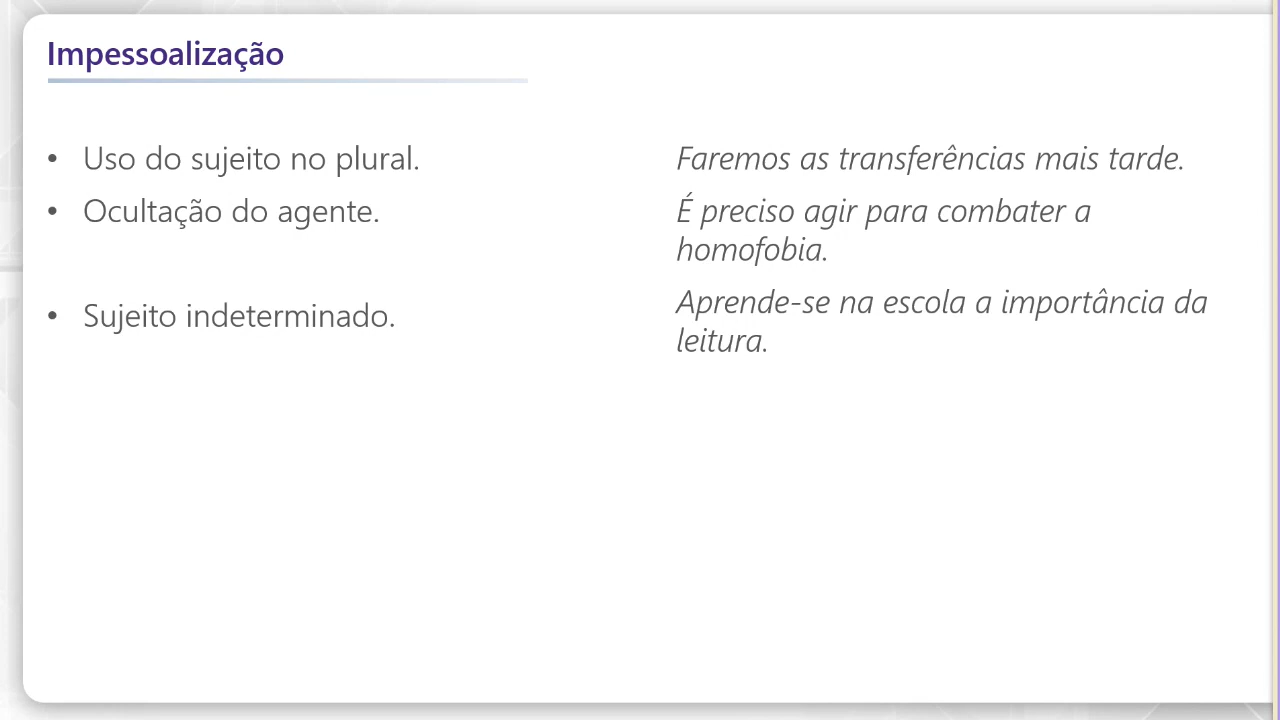 Impessoalização
• Uso do sujeito no plural.
Faremos as transferências mais tarde.
• Ocultação do agente.
É preciso agir para combater a
homofobia.
• Sujeito indeterminado.
Aprende-se na escola a importância da
leitura.